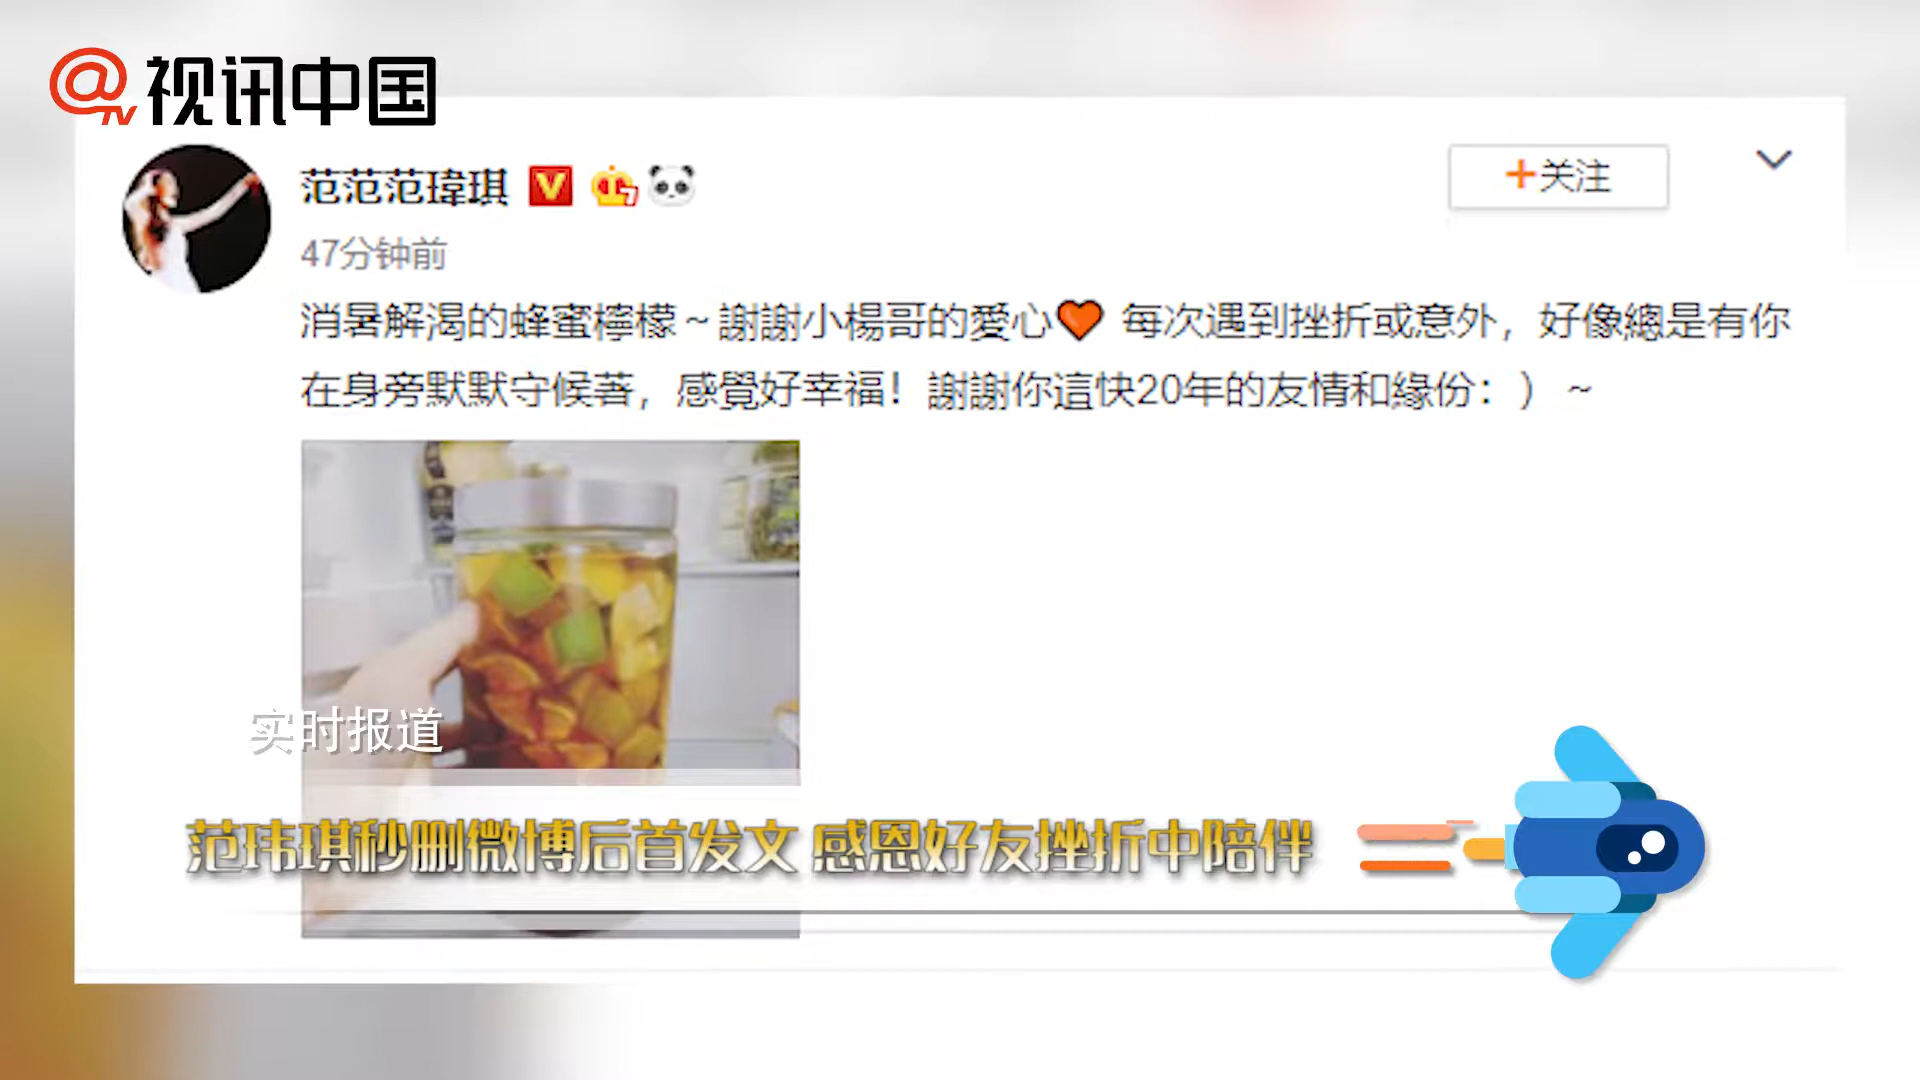 @TV 视讯中国
范范范瑋琪 V 7
+关注
47分钟前
消暑解渴的蜂蜜檸檬～謝謝小楊哥的愛心🧡 每次遇到挫折或意外，好像總是有你
在身旁默默守候著，感覺好幸福！謝謝你這快20年的友情和緣份：）～
实时报道
范玮琪秒删微博后首发文 感恩好友挫折中陪伴